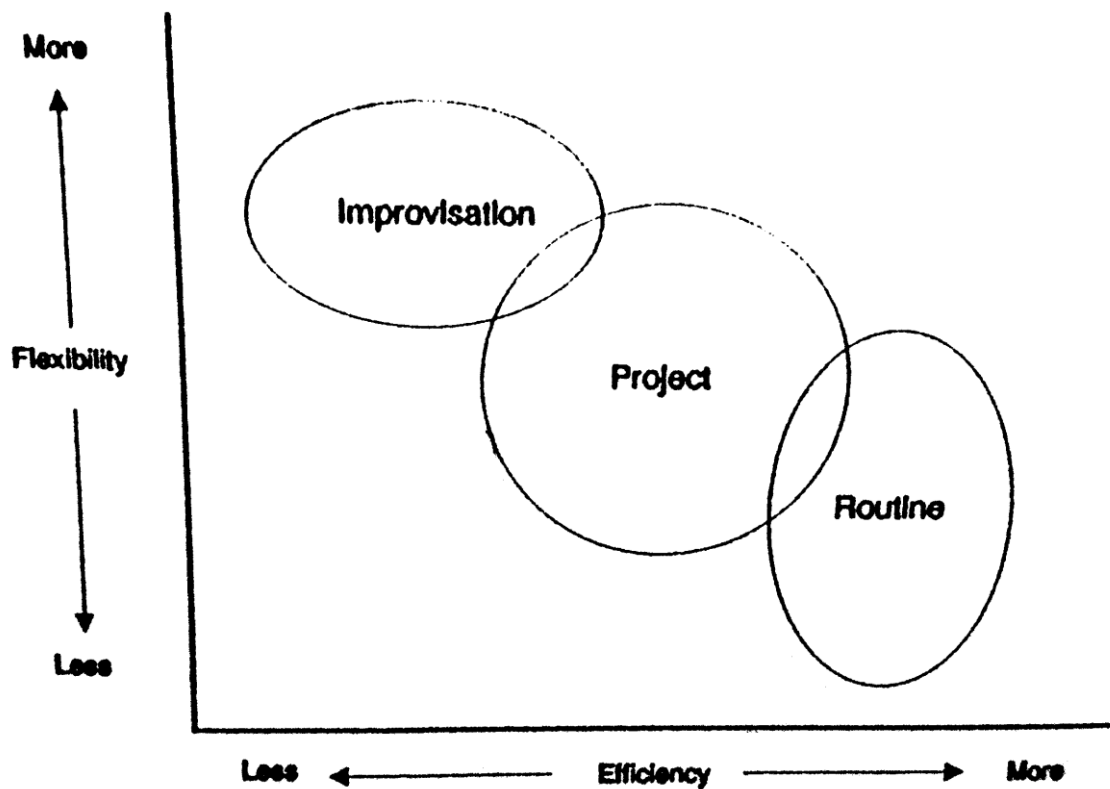 More
Improvisation
Flexibility
Project
Routine
Less
Less
Efficiency
More